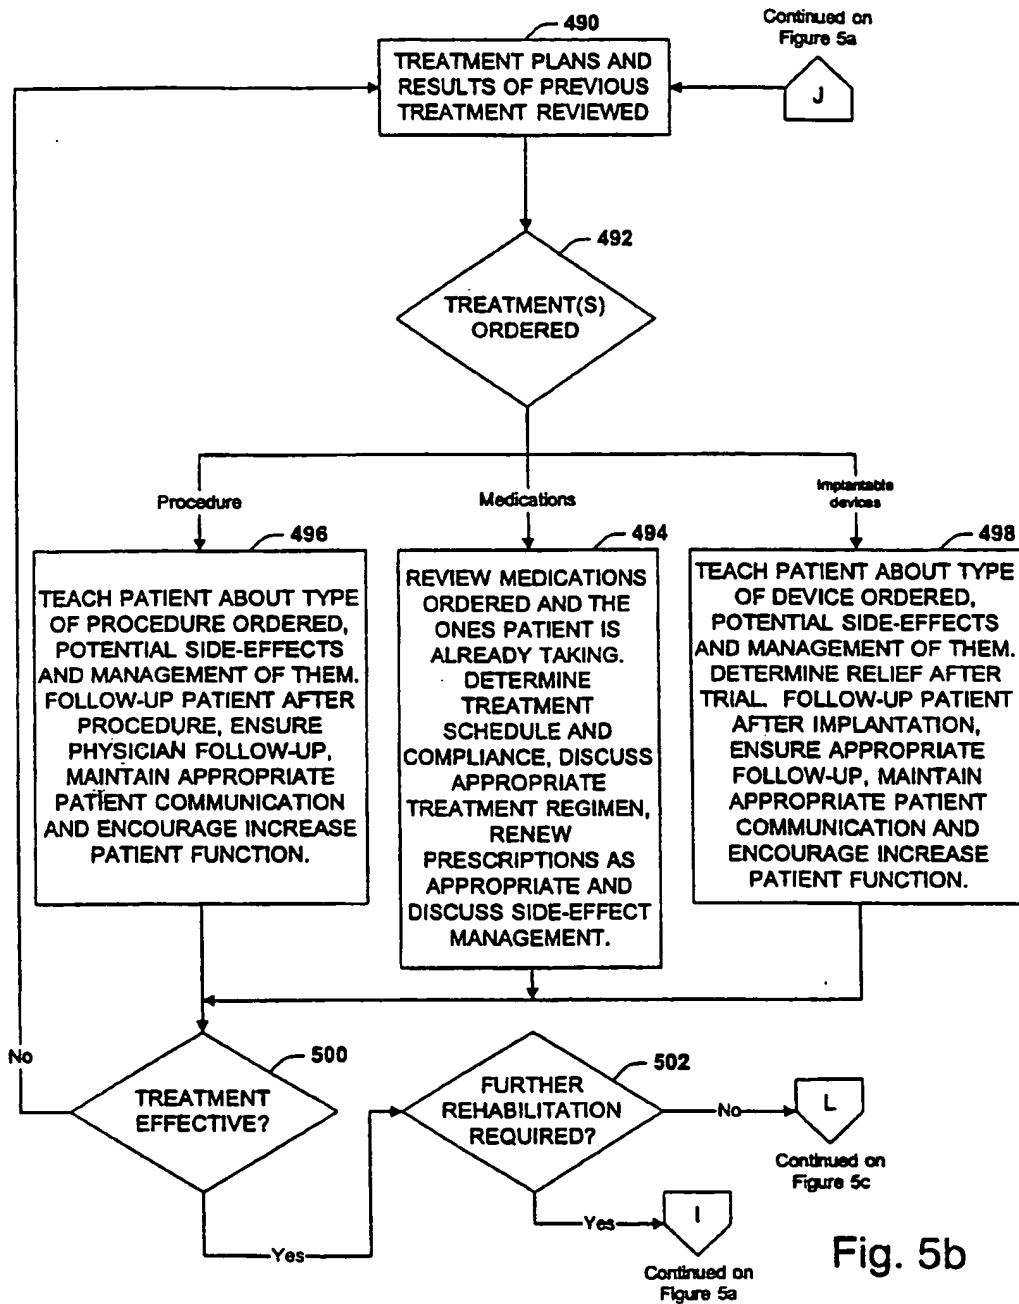 490
Continued on
Figure 5a
TREATMENT PLANS AND
RESULTS OF PREVIOUS
TREATMENT REVIEWED
J
492
TREATMENT(S)
ORDERED
Procedure
Medications
Implantable
devices
496
TEACH PATIENT ABOUT TYPE
OF PROCEDURE ORDERED,
POTENTIAL SIDE-EFFECTS
AND MANAGEMENT OF THEM.
FOLLOW-UP PATIENT AFTER
PROCEDURE, ENSURE
PHYSICIAN FOLLOW-UP,
MAINTAIN APPROPRIATE
PATIENT COMMUNICATION
AND ENCOURAGE INCREASE
PATIENT FUNCTION.
494
REVIEW MEDICATIONS
ORDERED AND THE
ONES PATIENT IS
ALREADY TAKING.
DETERMINE
TREATMENT
SCHEDULE AND
COMPLIANCE, DISCUSS
APPROPRIATE
TREATMENT REGIMEN,
RENEW
PRESCRIPTIONS AS
APPROPRIATE AND
DISCUSS SIDE-EFFECT
MANAGEMENT.
498
TEACH PATIENT ABOUT TYPE
OF DEVICE ORDERED,
POTENTIAL SIDE-EFFECTS
AND MANAGEMENT OF THEM.
DETERMINE RELIEF AFTER
TRIAL. FOLLOW-UP PATIENT
AFTER IMPLANTATION,
ENSURE APPROPRIATE
FOLLOW-UP, MAINTAIN
APPROPRIATE PATIENT
COMMUNICATION AND
ENCOURAGE INCREASE
PATIENT FUNCTION.
No
500
TREATMENT
EFFECTIVE?
Yes
502
FURTHER
REHABILITATION
REQUIRED?
No
L
Continued on
Figure 5c
Yes
I
Continued on
Figure 5a
Fig. 5b